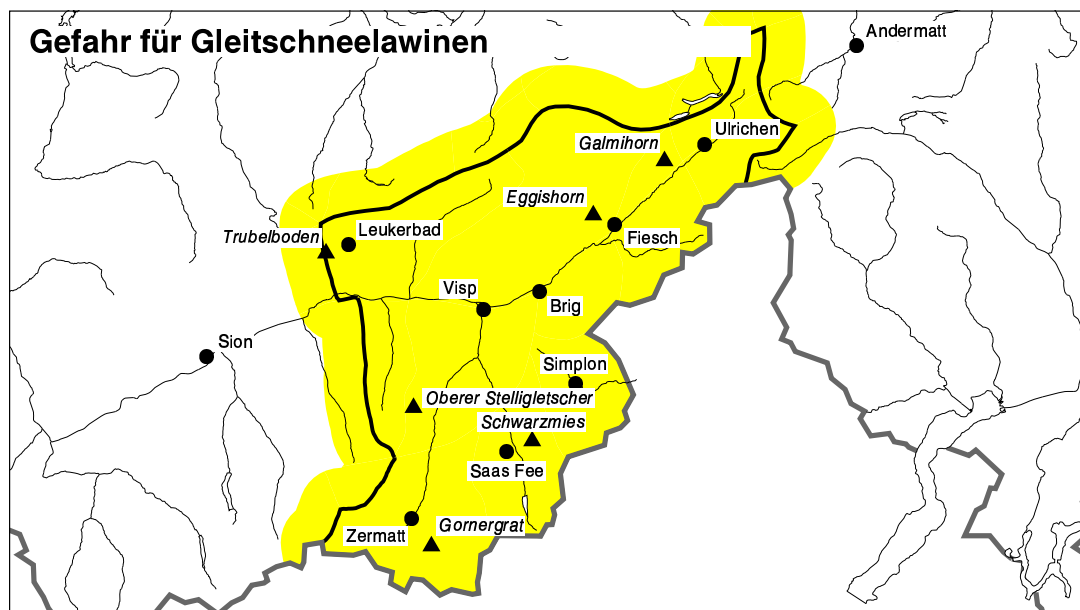 Gefahr für Gleitschneelawinen
Andermatt
Ulrichen
Galmihorn
Eggishorn
Fiesch
Leukerbad
Trubelboden
Visp
Brig
Sion
Simplon
Oberer Stelligletscher
Schwarzmies
Saas Fee
Gornergrat
Zermatt